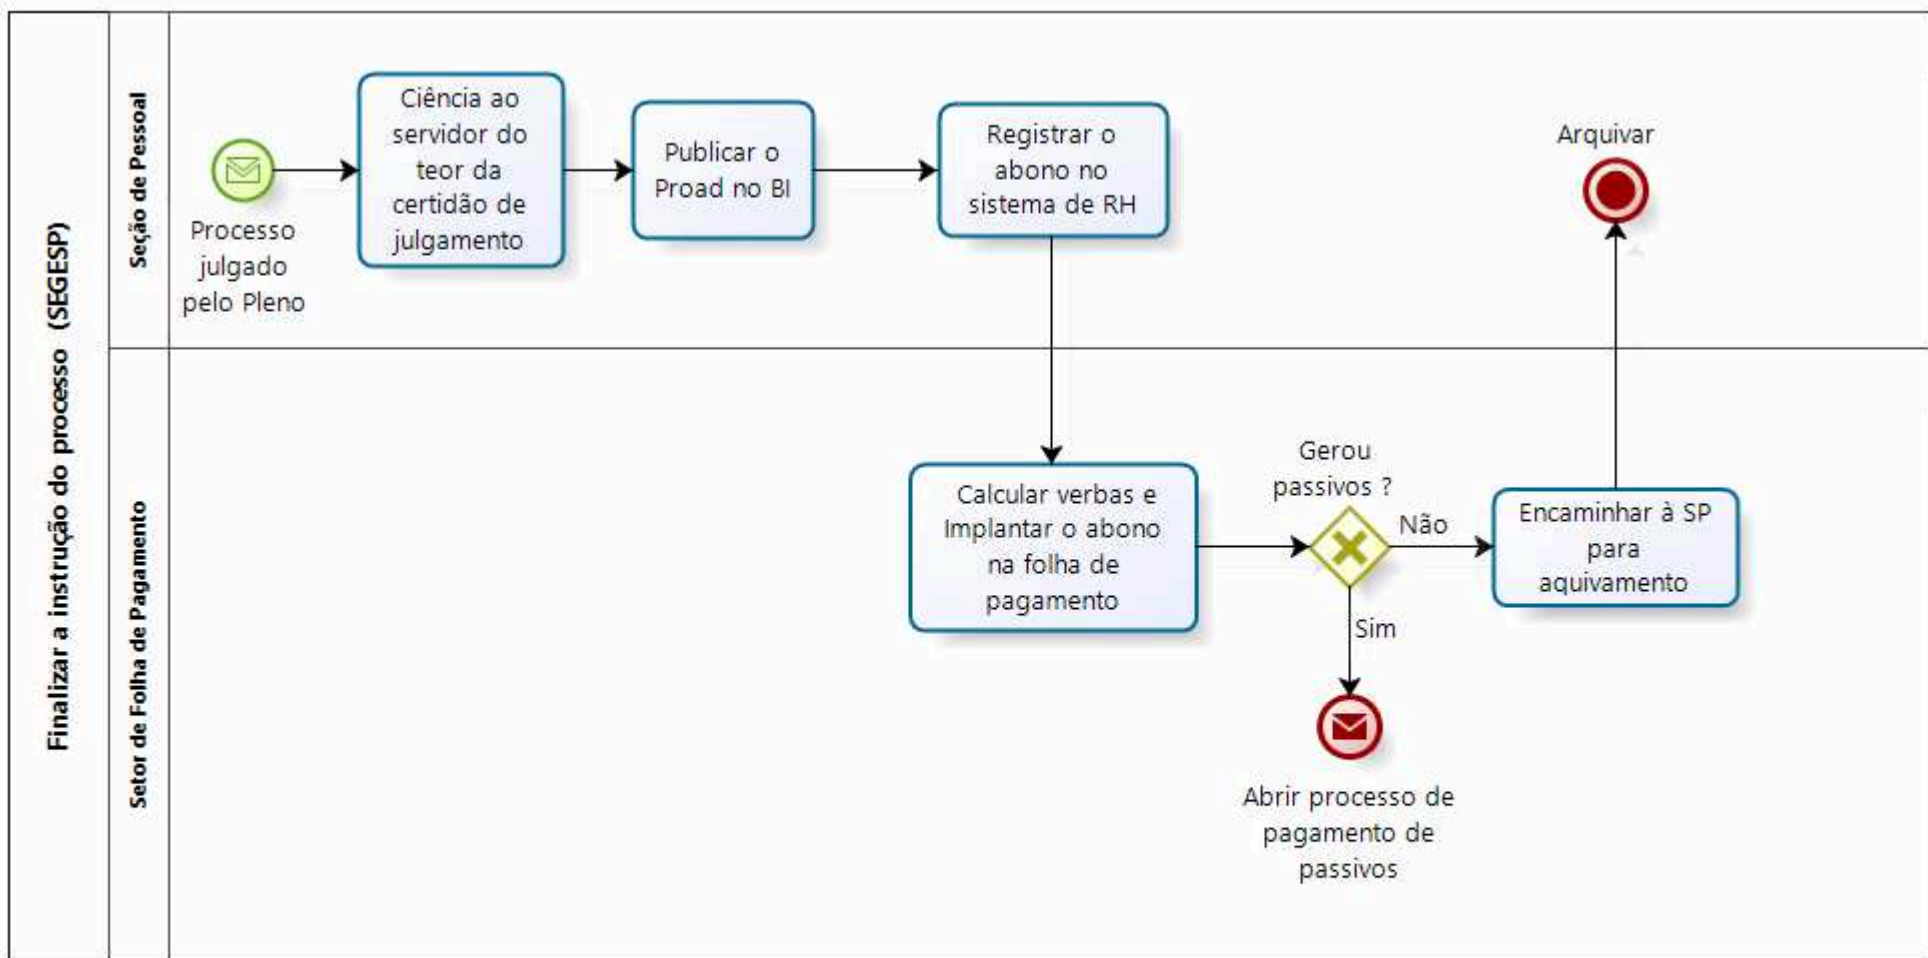 Finalizar a instrução do processo (SEGESP)
Seção de Pessoal
Processo
julgado
pelo Pleno
Ciência ao
servidor do
teor da
certidão de
julgamento
Publicar o
Proad no BI
Registrar o
abono no
sistema de RH
Arquivar
Setor de Folha de Pagamento
Calcular verbas e
Implantar o abono
na folha de
pagamento
Gerou
passivos ?
Não
Sim
Encaminhar à SP
para
aquivamento
Abrir processo de
pagamento de
passivos